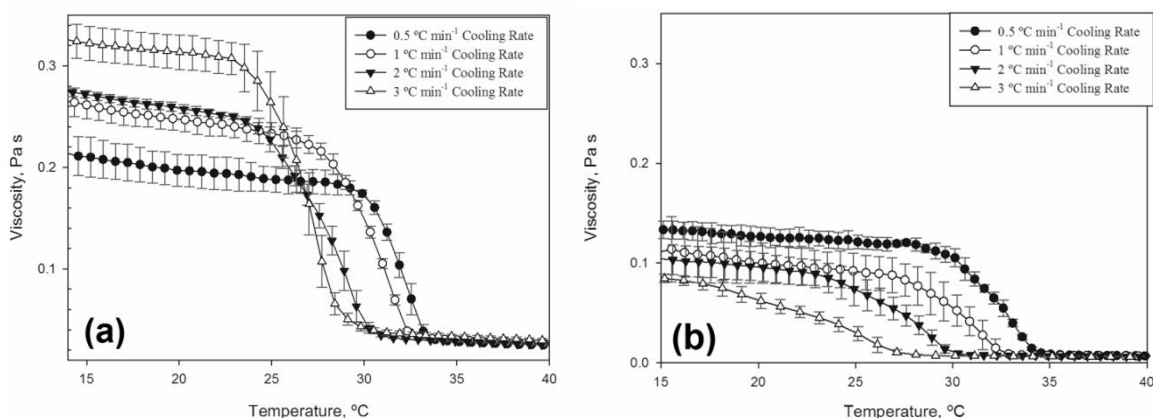 0.5 ºC min-1 Cooling Rate
1 ºC min-1 Cooling Rate
2 ºC min-1 Cooling Rate
3 ºC min-1 Cooling Rate
0.3
0.2
0.1
Viscosity, Pa s
(a)
15 20 25 30 35 40
Temperature, ºC
0.5 ºC min-1 Cooling Rate
1 ºC min-1 Cooling Rate
2 ºC min-1 Cooling Rate
3 ºC min-1 Cooling Rate
0.3
0.2
0.1
0.0
Viscosity, Pa s
(b)
15 20 25 30 35 40
Temperature, ºC